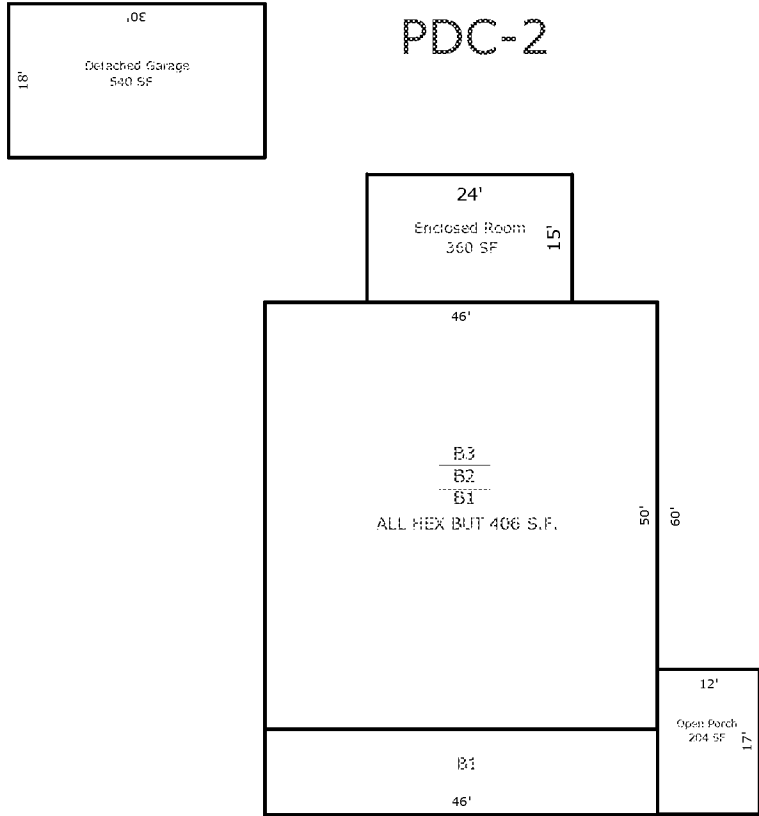 PDC-2
30'
18'
Detached Garage
540 SF
24'
Enclosed Room
360 SF
15'
46'
B3
B2
B1
ALL HEX BUT 406 S.F.
50'
60'
12'
Open Porch
204 SF
17'
B1
46'